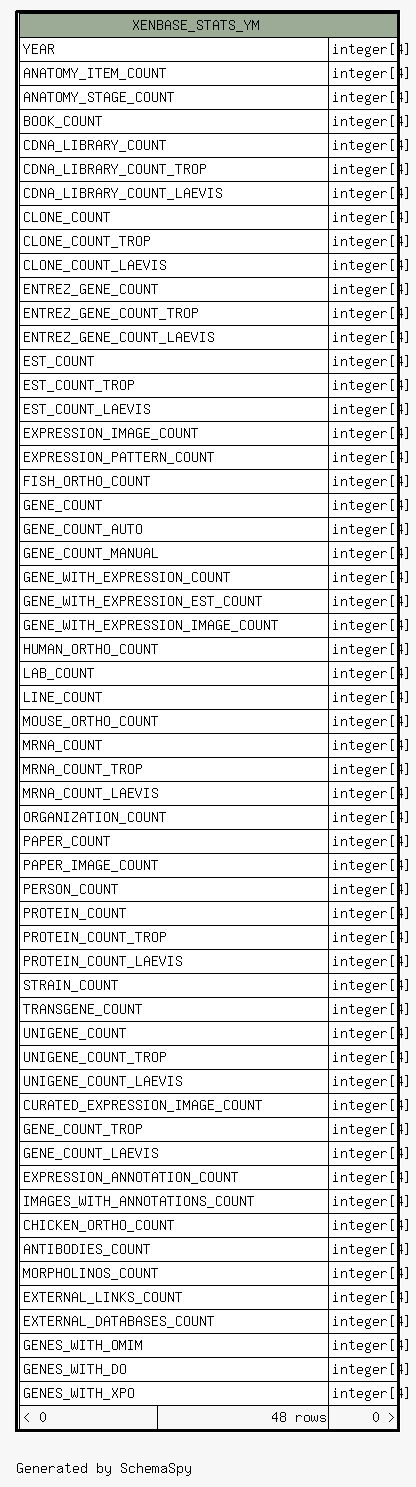 XENBASE_STATS_YM
YEAR integer[4]
ANATOMY_ITEM_COUNT integer[4]
ANATOMY_STAGE_COUNT integer[4]
BOOK_COUNT integer[4]
CDNA_LIBRARY_COUNT integer[4]
CDNA_LIBRARY_COUNT_TROP integer[4]
CDNA_LIBRARY_COUNT_LAEVIS integer[4]
CLONE_COUNT integer[4]
CLONE_COUNT_TROP integer[4]
CLONE_COUNT_LAEVIS integer[4]
ENTREZ_GENE_COUNT integer[4]
ENTREZ_GENE_COUNT_TROP integer[4]
ENTREZ_GENE_COUNT_LAEVIS integer[4]
EST_COUNT integer[4]
EST_COUNT_TROP integer[4]
EST_COUNT_LAEVIS integer[4]
EXPRESSION_IMAGE_COUNT integer[4]
EXPRESSION_PATTERN_COUNT integer[4]
FISH_ORTHO_COUNT integer[4]
GENE_COUNT integer[4]
GENE_COUNT_AUTO integer[4]
GENE_COUNT_MANUAL integer[4]
GENE_WITH_EXPRESSION_COUNT integer[4]
GENE_WITH_EXPRESSION_EST_COUNT integer[4]
GENE_WITH_EXPRESSION_IMAGE_COUNT integer[4]
HUMAN_ORTHO_COUNT integer[4]
LAB_COUNT integer[4]
LINE_COUNT integer[4]
MOUSE_ORTHO_COUNT integer[4]
MRNA_COUNT integer[4]
MRNA_COUNT_TROP integer[4]
MRNA_COUNT_LAEVIS integer[4]
ORGANIZATION_COUNT integer[4]
PAPER_COUNT integer[4]
PAPER_IMAGE_COUNT integer[4]
PERSON_COUNT integer[4]
PROTEIN_COUNT integer[4]
PROTEIN_COUNT_TROP integer[4]
PROTEIN_COUNT_LAEVIS integer[4]
STRAIN_COUNT integer[4]
TRANSGENE_COUNT integer[4]
UNIGENE_COUNT integer[4]
UNIGENE_COUNT_TROP integer[4]
UNIGENE_COUNT_LAEVIS integer[4]
CURATED_EXPRESSION_IMAGE_COUNT integer[4]
GENE_COUNT_TROP integer[4]
GENE_COUNT_LAEVIS integer[4]
EXPRESSION_ANNOTATION_COUNT integer[4]
IMAGES_WITH_ANNOTATIONS_COUNT integer[4]
CHICKEN_ORTHO_COUNT integer[4]
ANTIBODIES_COUNT integer[4]
MORPHOLINOS_COUNT integer[4]
EXTERNAL_LINKS_COUNT integer[4]
EXTERNAL_DATABASES_COUNT integer[4]
GENES_WITH_OMIM integer[4]
GENES_WITH_DO integer[4]
GENES_WITH_XPO integer[4]
< 0 48 rows 0 >
Generated by SchemaSpy